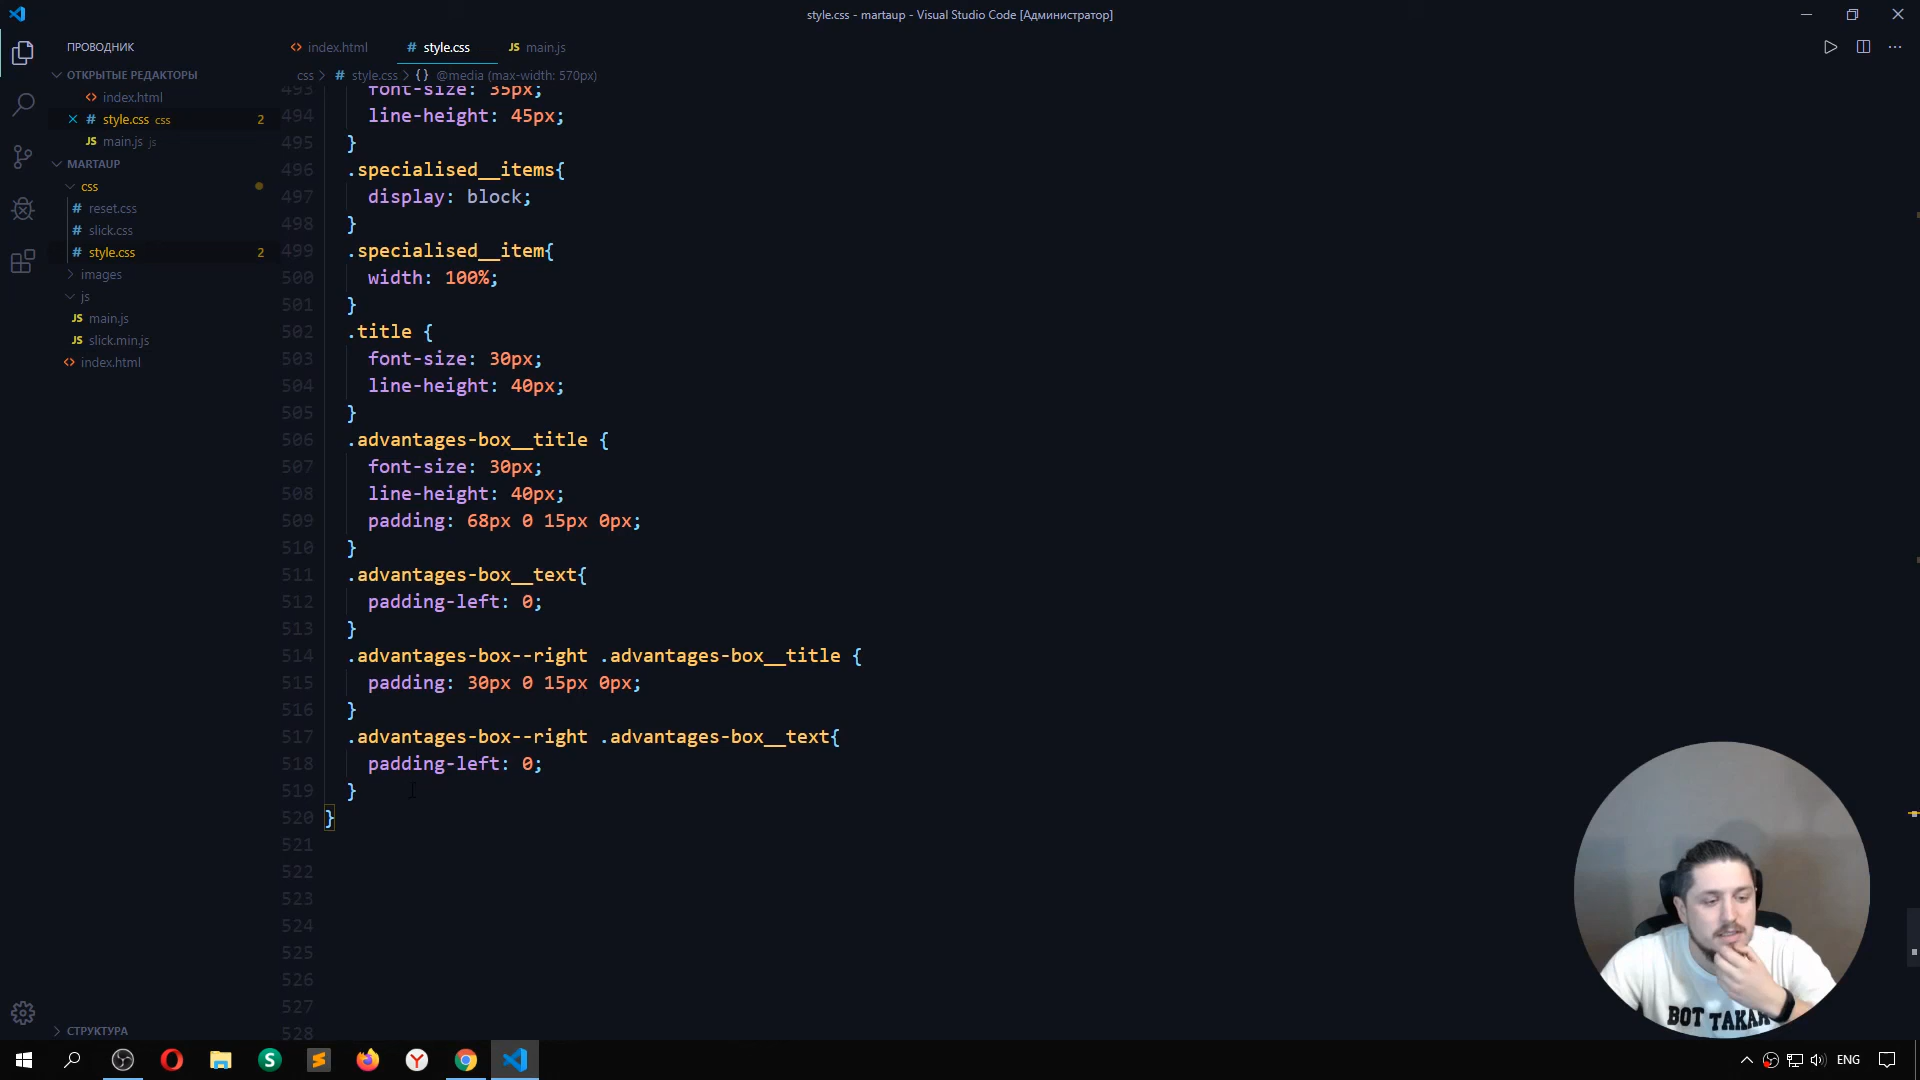 style.css - martaup - Visual Studio Code [Администратор]
ПРОВОДНИК
ОТКРЫТЫЕ РЕДАКТОРЫ
index.html
style.css css 2
main.js js
MARTAUP
css
reset.css
slick.css
style.css 2
images
js
main.js
slick.min.js
index.html
СТРУКТУРА
index.html
style.css
main.js
css > style.css > {} @media (max-width: 570px)
493 font-size: 35px;
494 line-height: 45px;
495 }
496 .specialised__items{
497 display: block;
498 }
499 .specialised__item{
500 width: 100%;
501 }
502 .title {
503 font-size: 30px;
504 line-height: 40px;
505 }
506 .advantages-box__title {
507 font-size: 30px;
508 line-height: 40px;
509 padding: 68px 0 15px 0px;
510 }
511 .advantages-box__text{
512 padding-left: 0;
513 }
514 .advantages-box--right .advantages-box__title {
515 padding: 30px 0 15px 0px;
516 }
517 .advantages-box--right .advantages-box__text{
518 padding-left: 0;
519 }
520 }
521
522
523
524
525
526
527
528
ВОТ ТАКАЯ
ENG